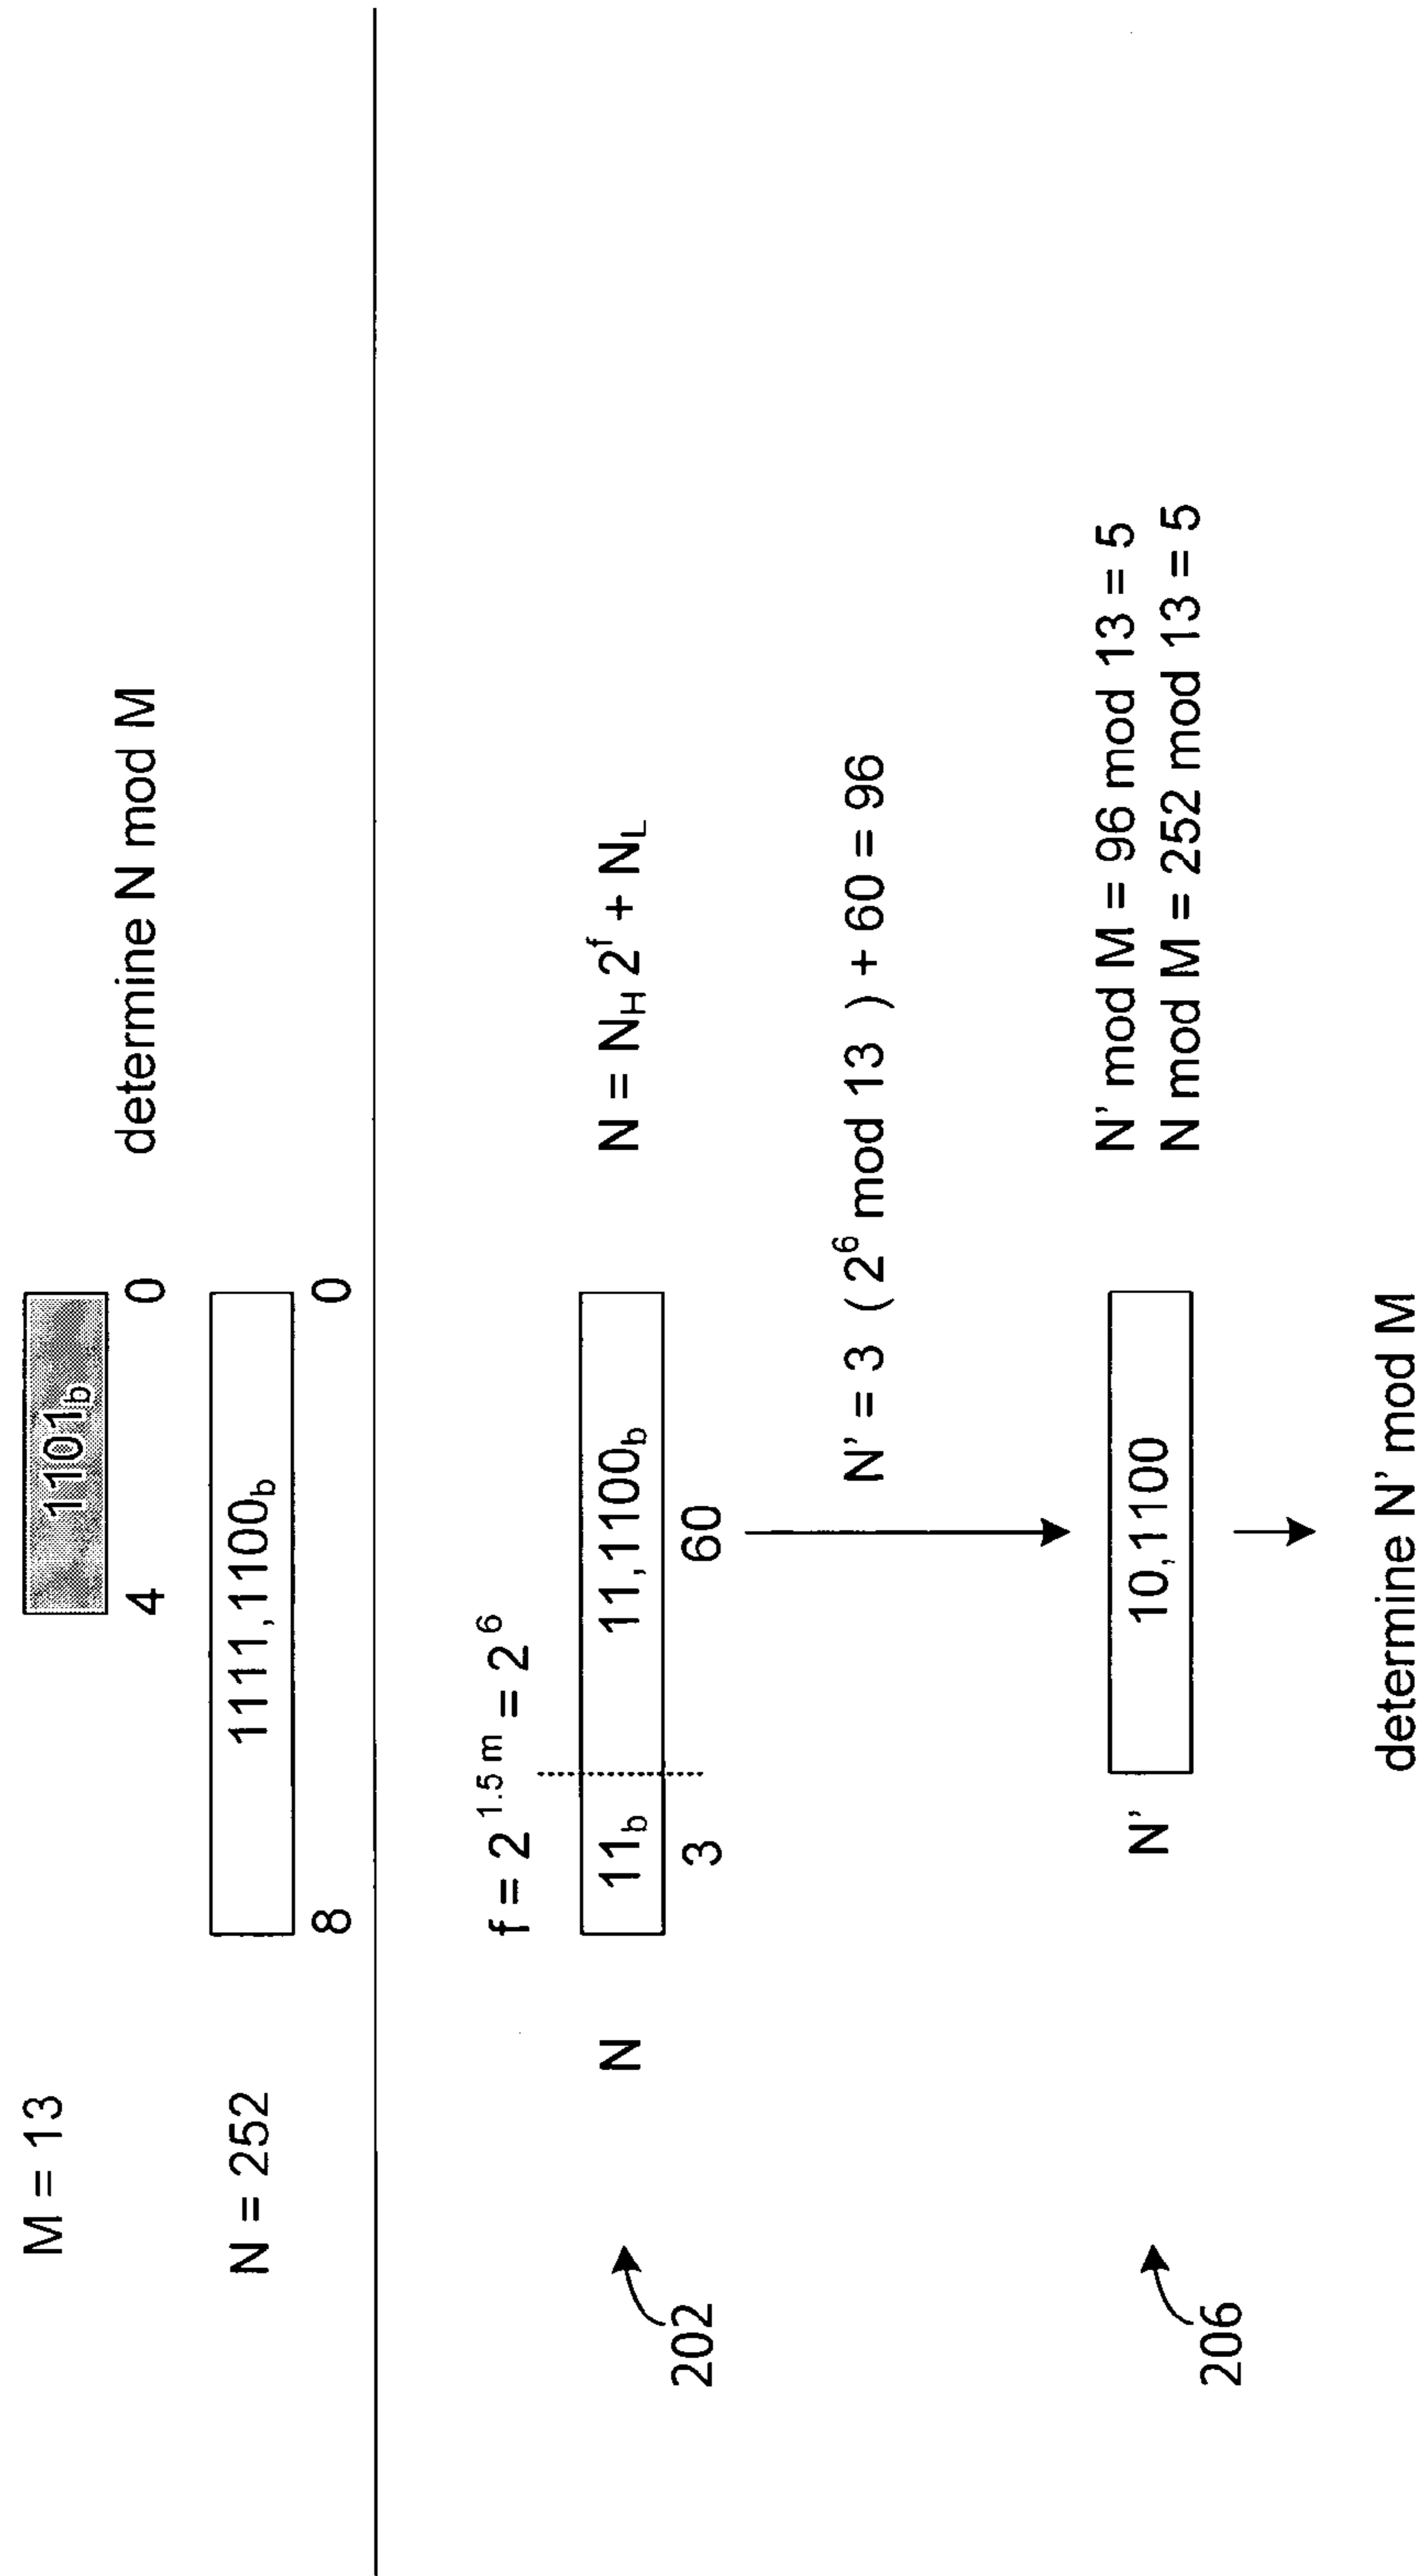 M = 13
1101b
4 0
determine N mod M
N = 252
1111,1100b
8 0
f = 2^1.5 m = 2^6
N
11b 11,1100b
N = NH 2^f + NL
3 60
202
N' = 3 ( 2^6 mod 13 ) + 60 = 96
N'
10,1100
N' mod M = 96 mod 13 = 5
N mod M = 252 mod 13 = 5
206
determine N' mod M